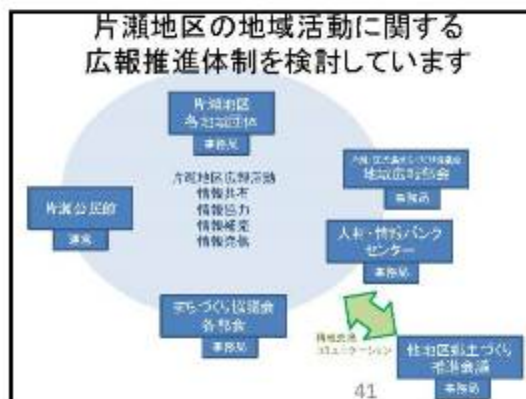 片瀬地区の地域活動に関する
広報推進体制を検討しています
片瀬地区
各地域団体
事務局
片瀬地区広報活動
情報共有
情報協力
情報補完
情報発信
地域広報部会
事務局
片瀬公民館
運営
人材・情報バンク
センター
事務局
まちづくり協議会
各部会
事務局
情報交流
コミュニケーション
他地区郷土づくり
推進会議
事務局
41